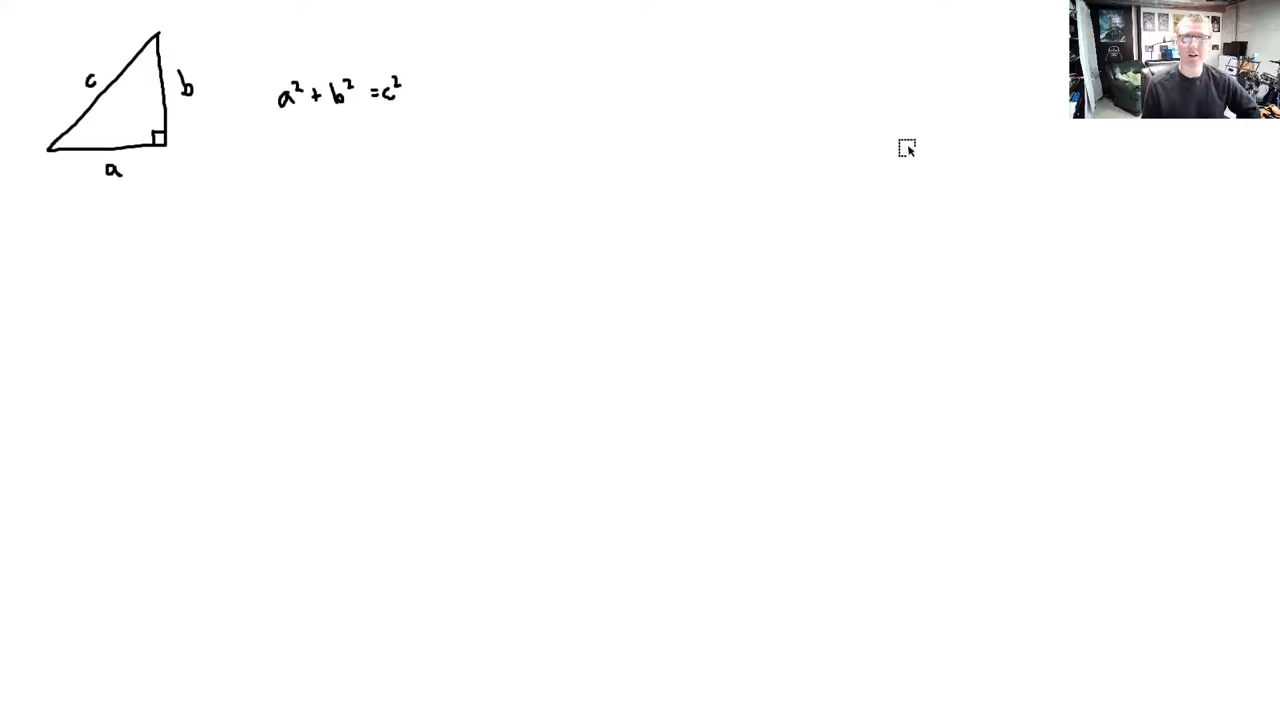 c
b
a² + b² = c²
a